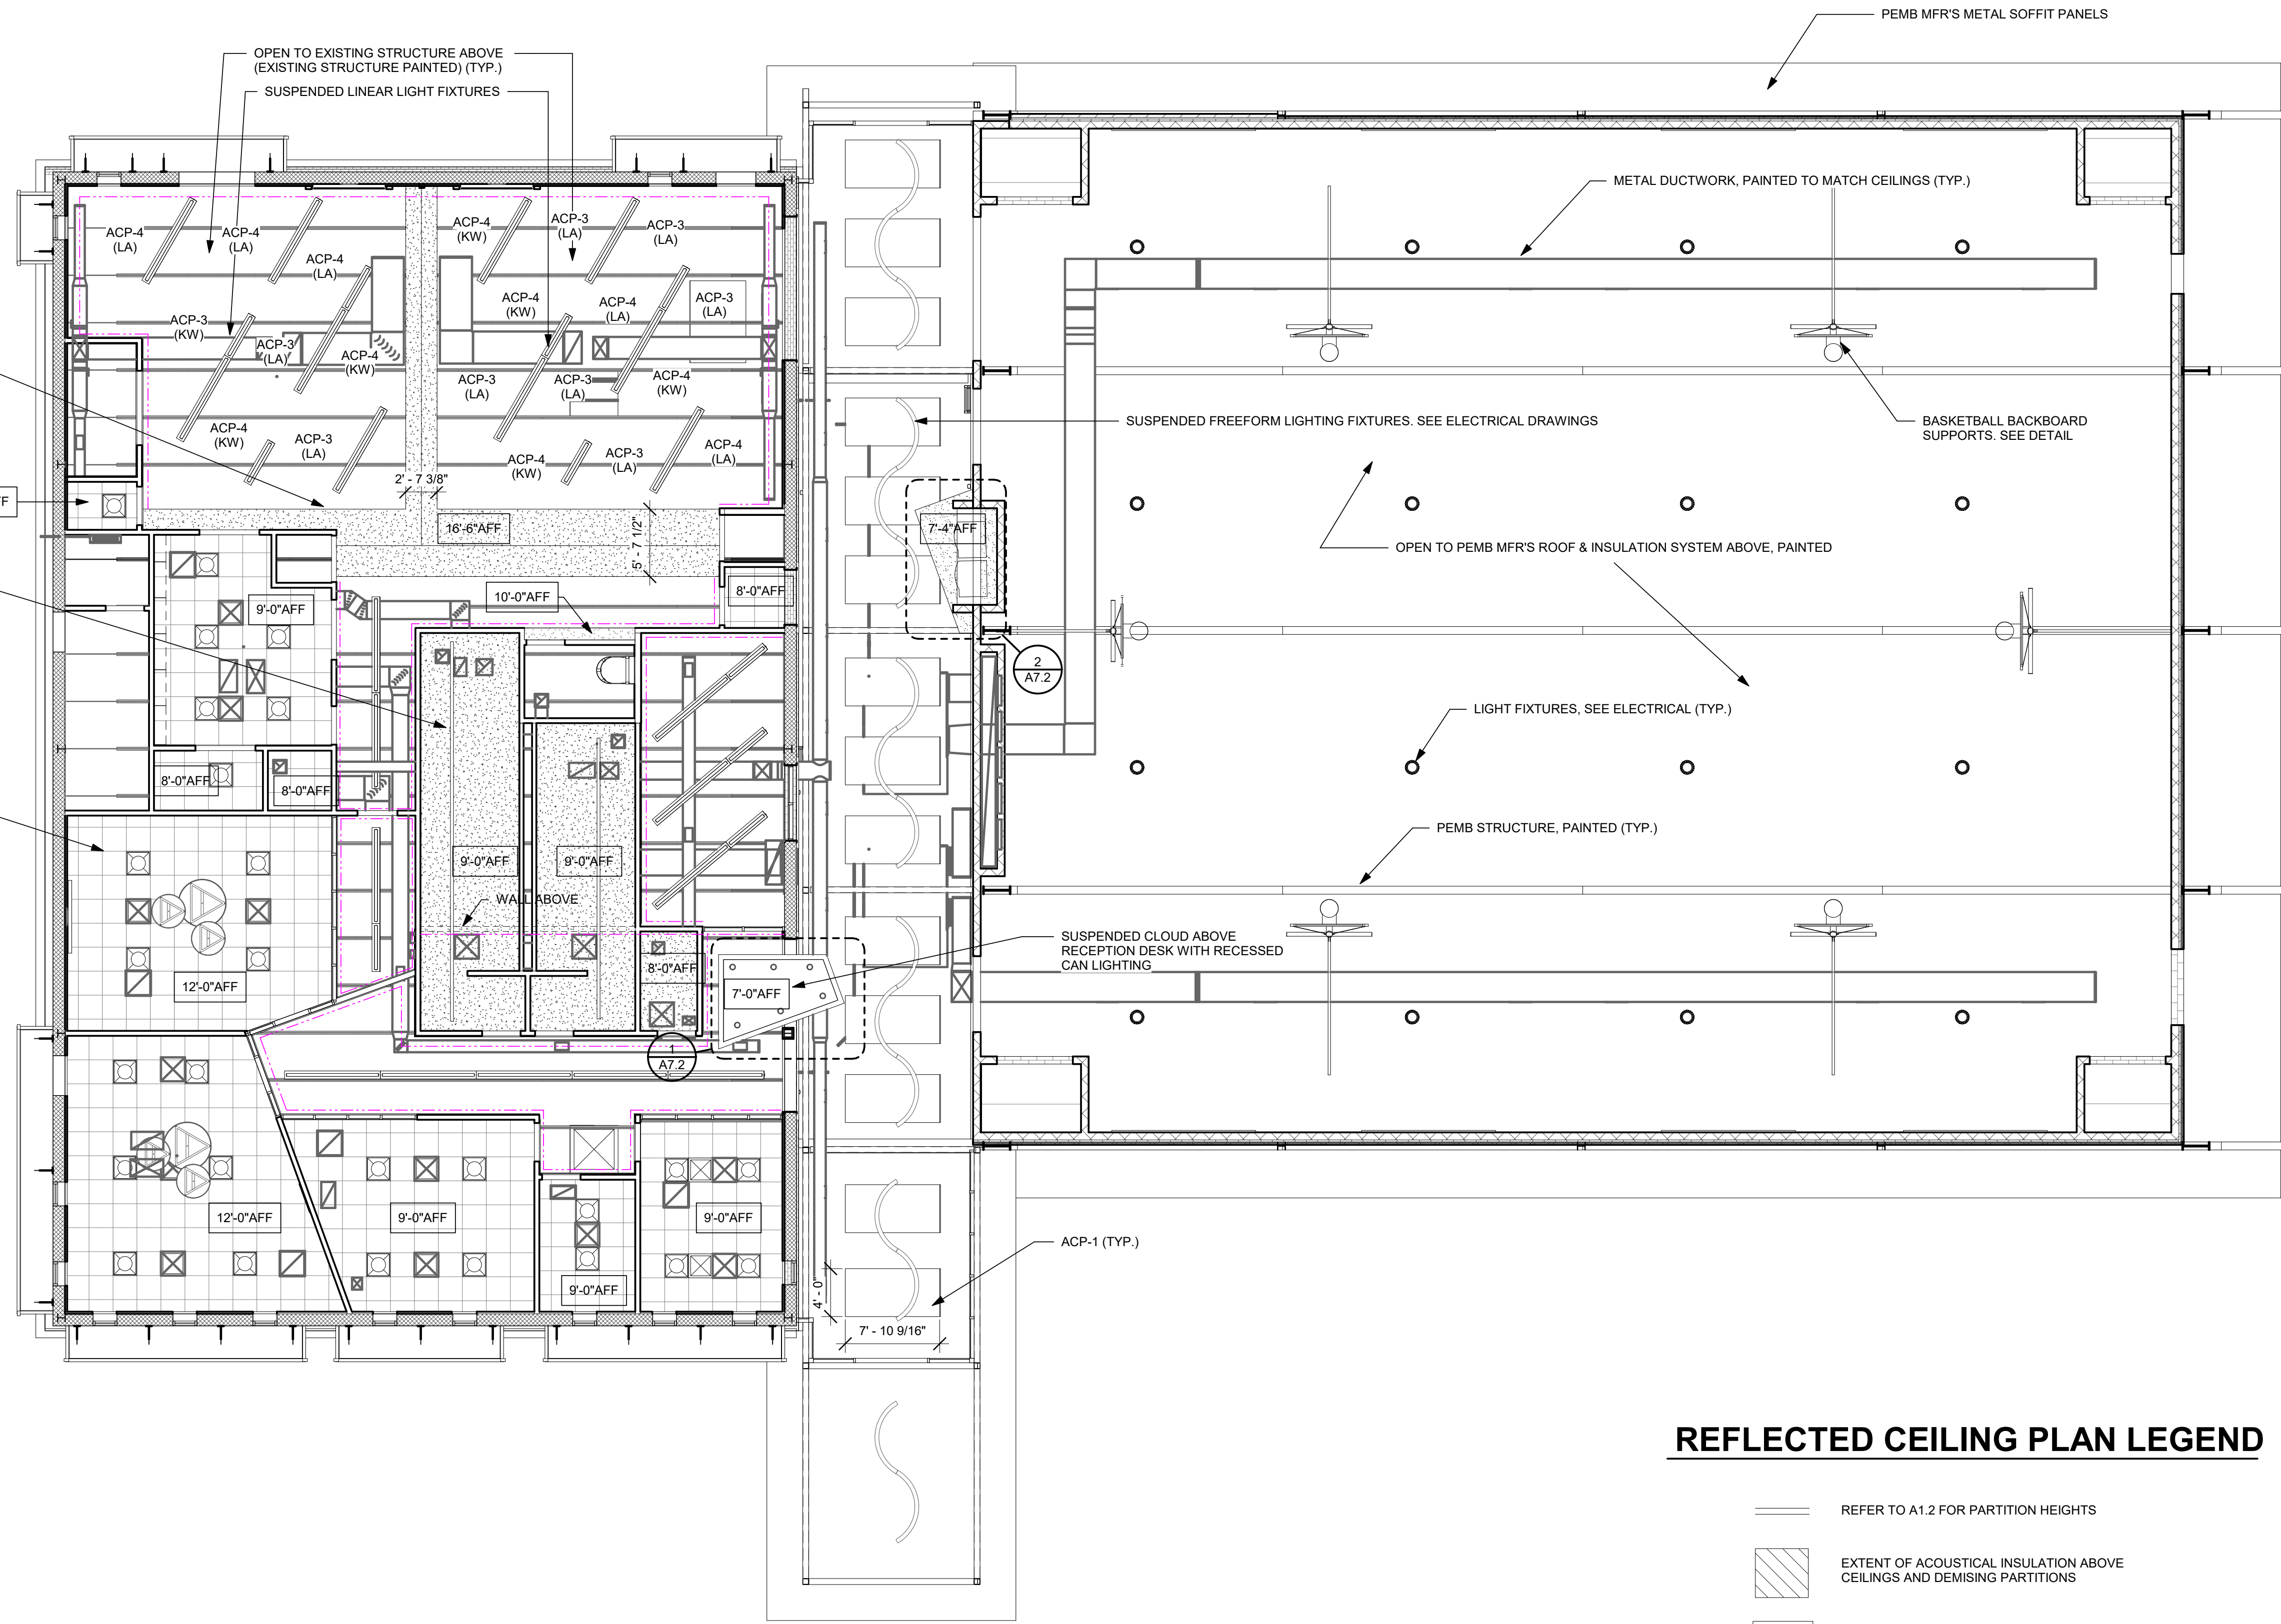 PEMB MFR'S METAL SOFFIT PANELS
OPEN TO EXISTING STRUCTURE ABOVE
(EXISTING STRUCTURE PAINTED) (TYP.)
SUSPENDED LINEAR LIGHT FIXTURES
METAL DUCTWORK, PAINTED TO MATCH CEILINGS (TYP.)
ACP-4
(LA)
ACP-4
(LA)
ACP-4
(LA)
ACP-4
(KW)
ACP-3
(LA)
ACP-3
(LA)
ACP-4
(KW)
ACP-4
(LA)
ACP-3
(LA)
ACP-3
(KW)
ACP-3
(LA)
ACP-4
(KW)
ACP-3
(LA)
ACP-3
(LA)
ACP-4
(KW)
ACP-4
(KW)
ACP-3
(LA)
ACP-4
(KW)
ACP-3
(LA)
ACP-4
(LA)
SUSPENDED FREEFORM LIGHTING FIXTURES. SEE ELECTRICAL DRAWINGS
BASKETBALL BACKBOARD
SUPPORTS. SEE DETAIL
2' - 7 3/8"
FF
16'-6"AFF
5' - 7 1/2"
7'-4"AFF
OPEN TO PEMB MFR'S ROOF & INSULATION SYSTEM ABOVE, PAINTED
9'-0"AFF
10'-0"AFF
8'-0"AFF
2
A7.2
LIGHT FIXTURES, SEE ELECTRICAL (TYP.)
8'-0"AFF
8'-0"AFF
PEMB STRUCTURE, PAINTED (TYP.)
9'-0"AFF
9'-0"AFF
WALL ABOVE
SUSPENDED CLOUD ABOVE
RECEPTION DESK WITH RECESSED
CAN LIGHTING
8'-0"AFF
12'-0"AFF
7'-0"AFF
1
A7.2
12'-0"AFF
9'-0"AFF
9'-0"AFF
9'-0"AFF
ACP-1 (TYP.)
4' - 0"
7' - 10 9/16"
REFLECTED CEILING PLAN LEGEND
REFER TO A1.2 FOR PARTITION HEIGHTS
EXTENT OF ACOUSTICAL INSULATION ABOVE
CEILINGS AND DEMISING PARTITIONS